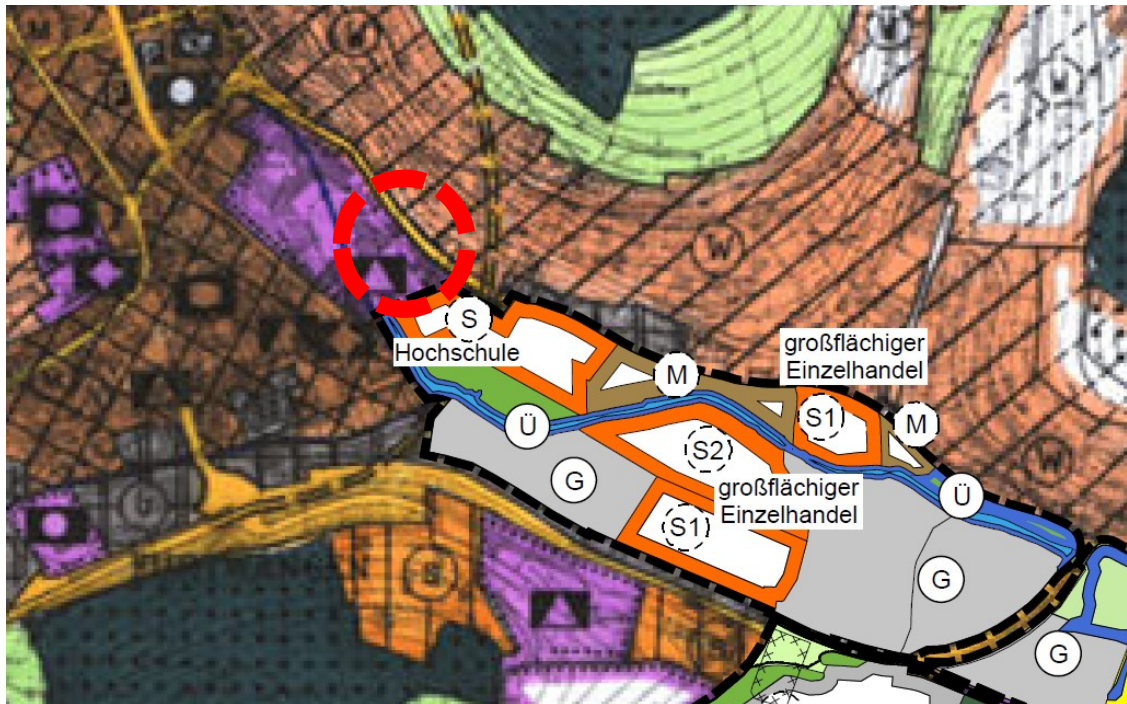 W
W
W
W
S
Hochschule
großflächiger
Einzelhandel
M
S1
M
Ü
S2
G
großflächiger
Einzelhandel
Ü
S1
G
G
G